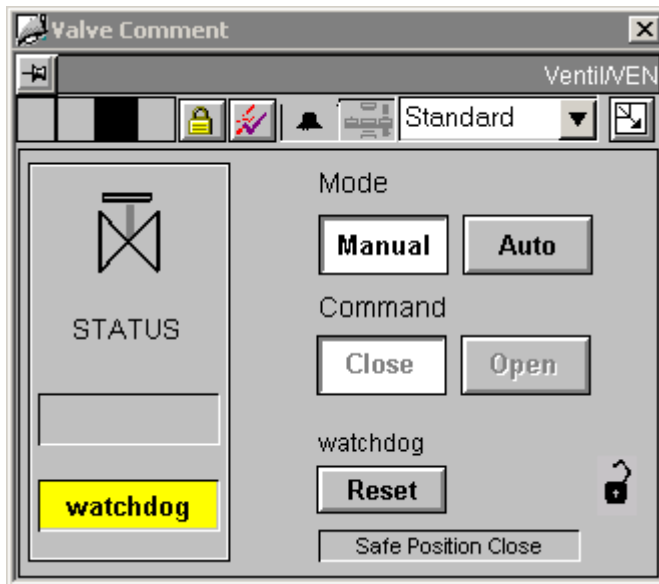 Valve Comment
Ventil/VEN
Standard
Mode
Manual Auto
STATUS
Command
Close Open
watchdog
watchdog
Reset
Safe Position Close